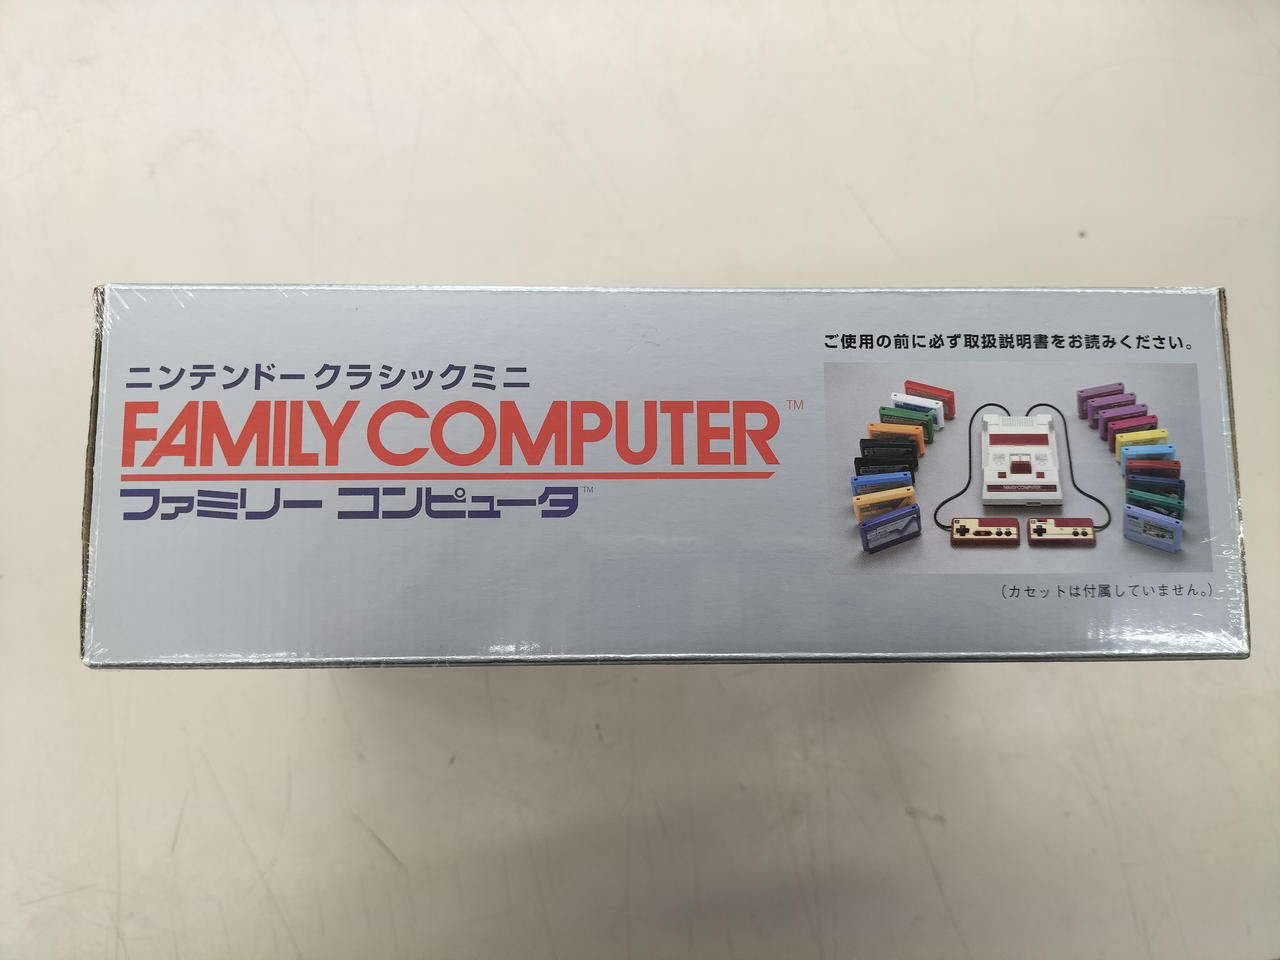 ニンテンドークラシックミニ
FAMILY COMPUTER™
ファミリー コンピュータ™
ご使用の前に必ず取扱説明書をお読みください。
FAMILY COMPUTER
(カセットは付属していません。)